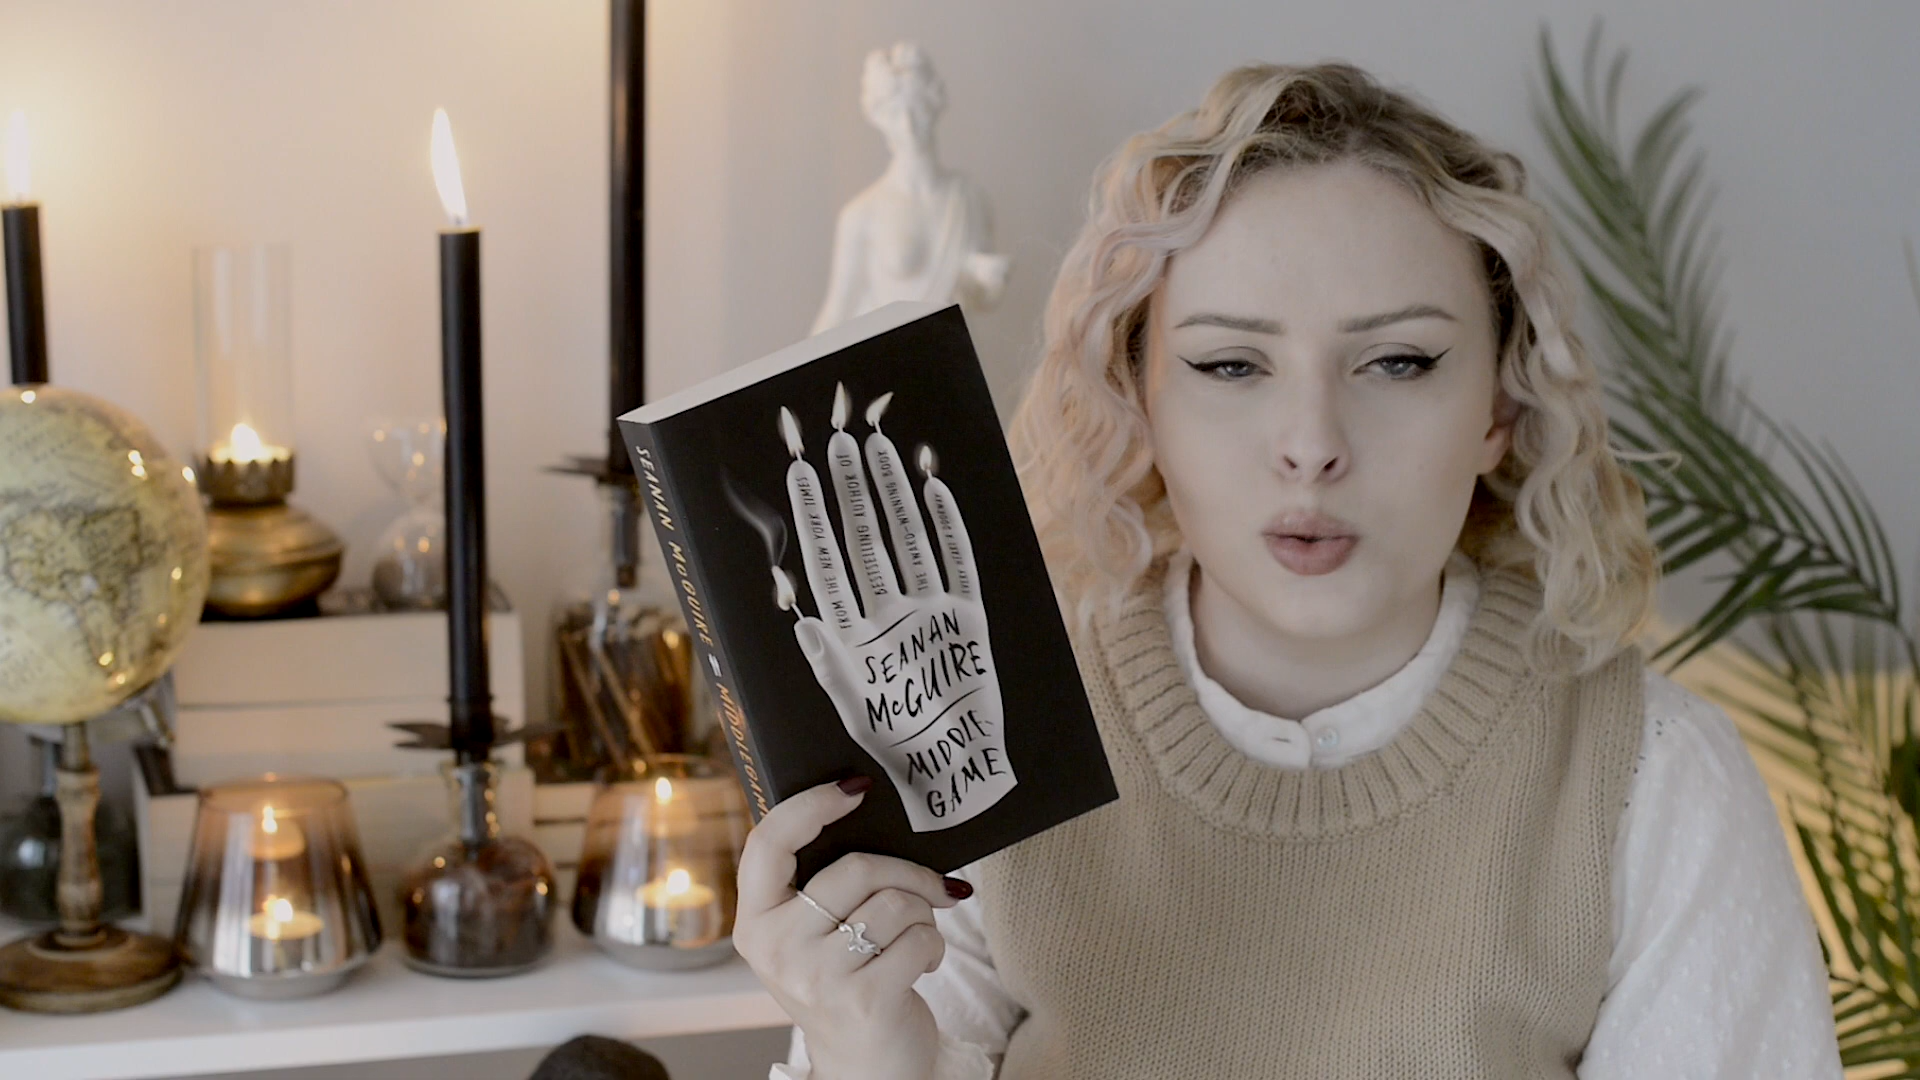 SEANAN McGUIRE = MIDDLEGAM
FROM THE NEW YORK TIMES
BESTSELLING AUTHOR OF
THE AWARD-WINNING BOOK
EVERY HEART A DOORWAY
SEANAN
McGUIRE
MIDDLE-
GAME